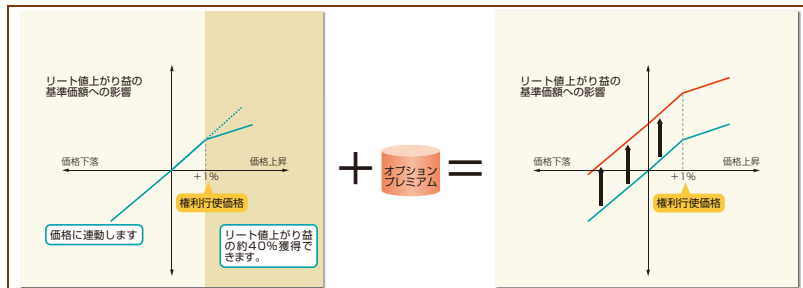 リート値上がり益の
基準価額への影響
価格下落
価格上昇
+1%
権利行使価格
価格に連動します
リート値上がり益
の約40%獲得で
きます。
+
オプション
プレミアム
=
リート値上がり益の
基準価額への影響
価格下落
価格上昇
+1%
権利行使価格